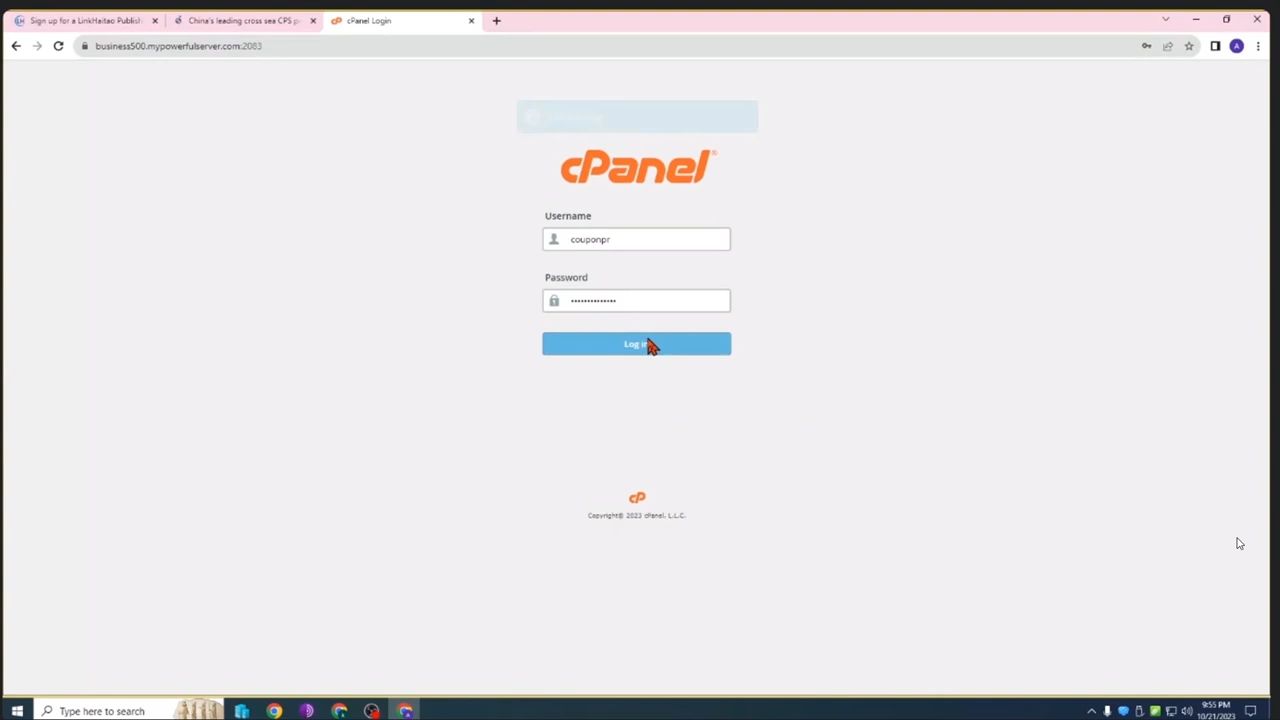 Sign up for a LinkHaitao Publish
China's leading cross sea CPS p
cPanel Login
business500.mypowerfulserver.com:2083
A
cPanel®
Username
couponpr
Password
Log in
cP
Copyright© 2023 cPanel, L.L.C.
Type here to search
9:55 PM
10/21/2023